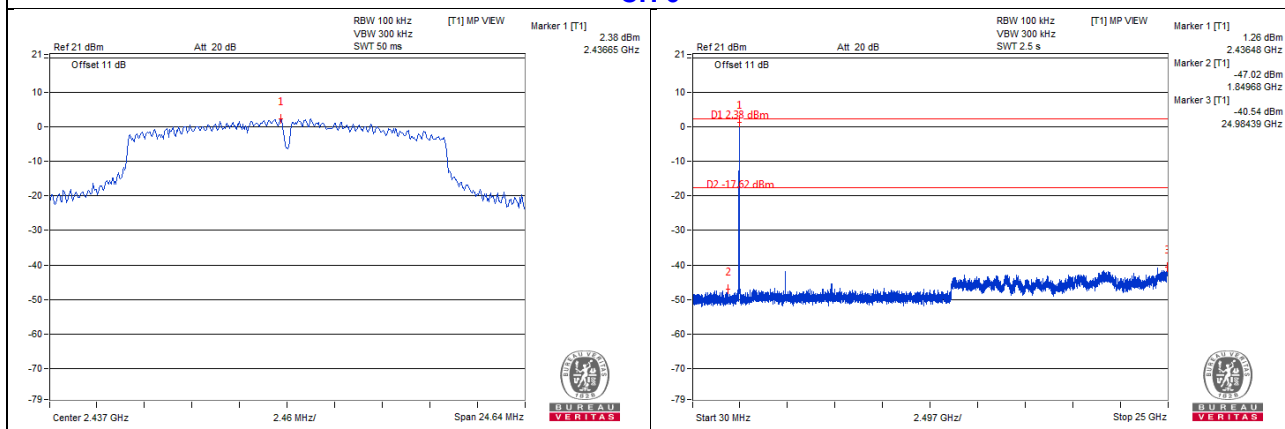 RBW 100 kHz
[T1] MP VIEW
Marker 1 [T1]
VBW 300 kHz
2.38 dBm
Ref 21 dBm
Att 20 dB
SWT 50 ms
2.43665 GHz
21
Offset 11 dB
10
1
0
-10
-20
-30
-40
-50
-60
-70
-79
Center 2.437 GHz
2.46 MHz/
Span 24.64 MHz
BUREAU VERITAS
1828
BUREAU
VERITAS
RBW 100 kHz
[T1] MP VIEW
Marker 1 [T1]
VBW 300 kHz
1.26 dBm
Ref 21 dBm
Att 20 dB
SWT 2.5 s
2.43648 GHz
21
Offset 11 dB
Marker 2 [T1]
-47.02 dBm
1.84968 GHz
10
Marker 3 [T1]
-40.54 dBm
24.98439 GHz
1
D1 2.38 dBm
0
-10
D2 -17.62 dBm
-20
-30
3
-40
2
-50
-60
-70
-79
Start 30 MHz
2.497 GHz/
Stop 25 GHz
BUREAU VERITAS
1828
BUREAU
VERITAS